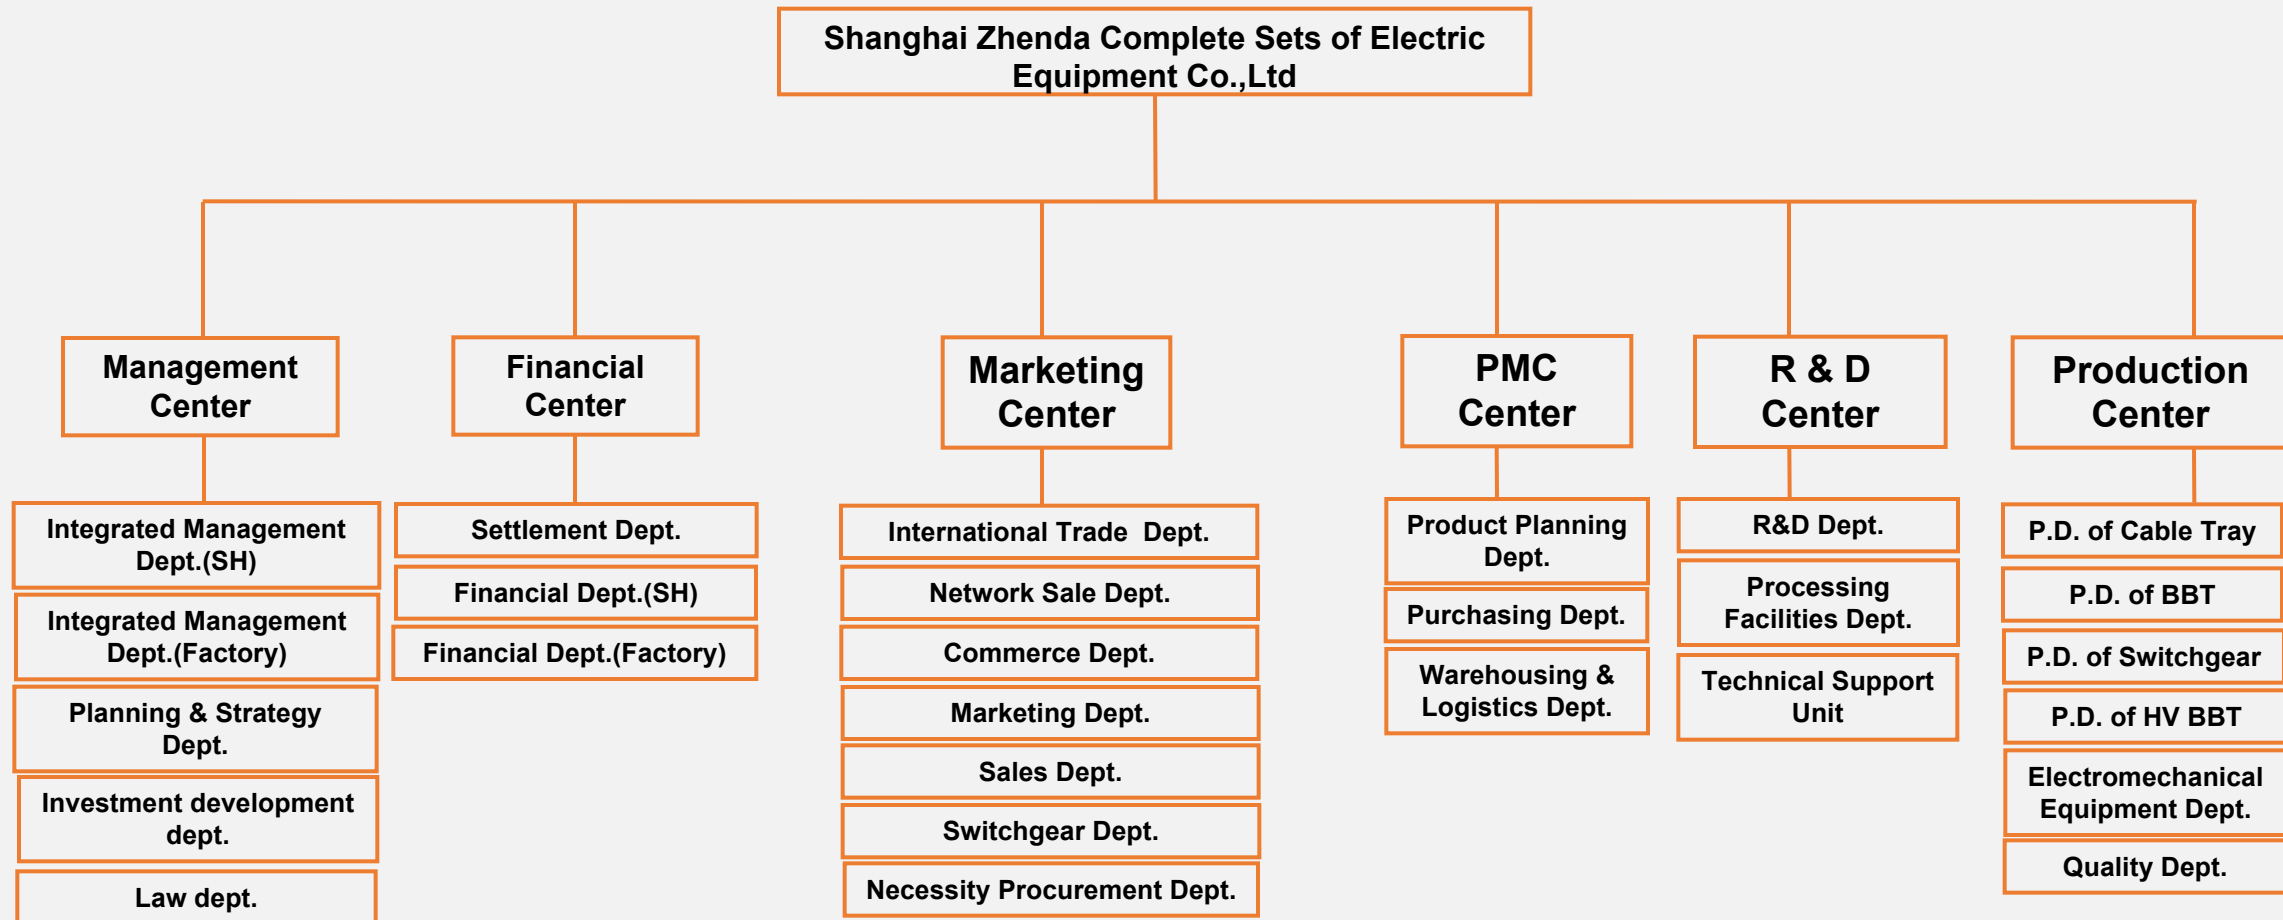 Shanghai Zhenda Complete Sets of Electric
Equipment Co.,Ltd
Management
Center
Integrated Management
Dept.(SH)
Integrated Management
Dept.(Factory)
Planning & Strategy
Dept.
Investment development
dept.
Law dept.
Financial
Center
Settlement Dept.
Financial Dept.(SH)
Financial Dept.(Factory)
Marketing
Center
International Trade  Dept.
Network Sale Dept.
Commerce Dept.
Marketing Dept.
Sales Dept.
Switchgear Dept.
Necessity Procurement Dept.
PMC
Center
Product Planning
Dept.
Purchasing Dept.
Warehousing &
Logistics Dept.
R & D
Center
R&D Dept.
Processing
Facilities Dept.
Technical Support
Unit
Production
Center
P.D. of Cable Tray
P.D. of BBT
P.D. of Switchgear
P.D. of HV BBT
Electromechanical
Equipment Dept.
Quality Dept.